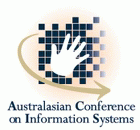 Australasian Conference
on Information Systems